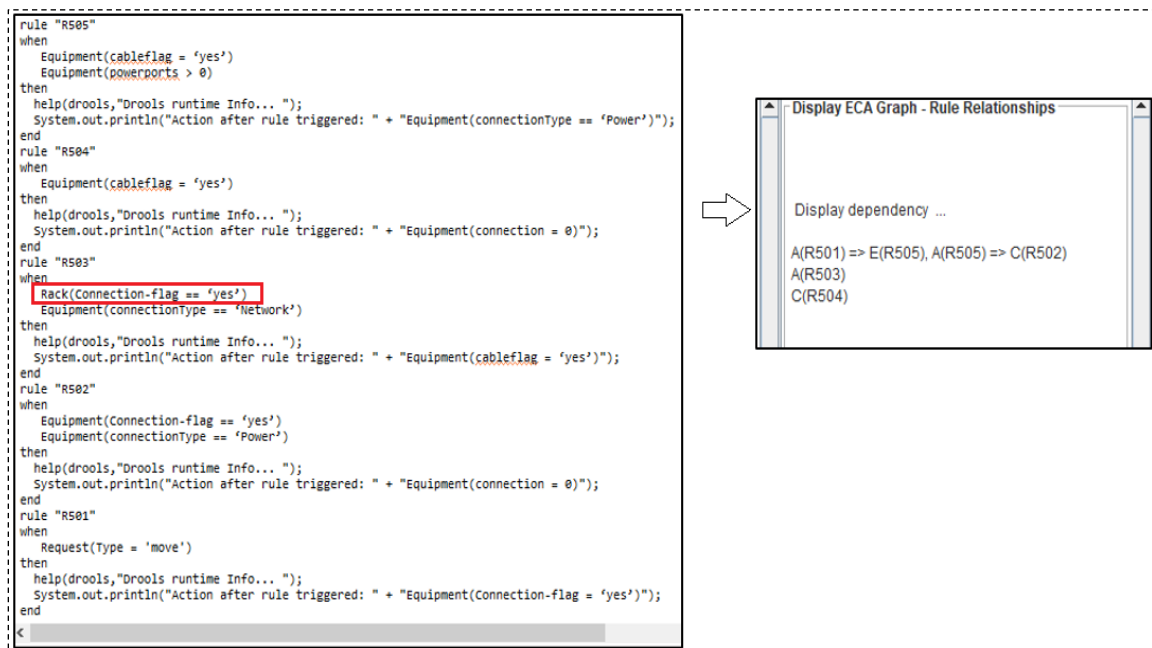 rule "R505"
when
Equipment(cableflag = ‘yes’)
Equipment(powerports > 0)
then
help(drools,"Drools runtime Info... ");
System.out.println("Action after rule triggered: " + "Equipment(connectionType == ‘Power’)");
end
rule "R504"
when
Equipment(cableflag = ‘yes’)
then
help(drools,"Drools runtime Info... ");
System.out.println("Action after rule triggered: " + "Equipment(connection = 0)");
end
rule "R503"
when
Rack(Connection-flag == ‘yes’)
Equipment(connectionType == ‘Network’)
then
help(drools,"Drools runtime Info... ");
System.out.println("Action after rule triggered: " + "Equipment(cableflag = ‘yes’)");
end
rule "R502"
when
Equipment(Connection-flag == ‘yes’)
Equipment(connectionType == ‘Power’)
then
help(drools,"Drools runtime Info... ");
System.out.println("Action after rule triggered: " + "Equipment(connection = 0)");
end
rule "R501"
when
Request(Type = 'move')
then
help(drools,"Drools runtime Info... ");
System.out.println("Action after rule triggered: " + "Equipment(Connection-flag = ‘yes’)");
end
Display ECA Graph - Rule Relationships
Display dependency ...
A(R501) => E(R505), A(R505) => C(R502)
A(R503)
C(R504)